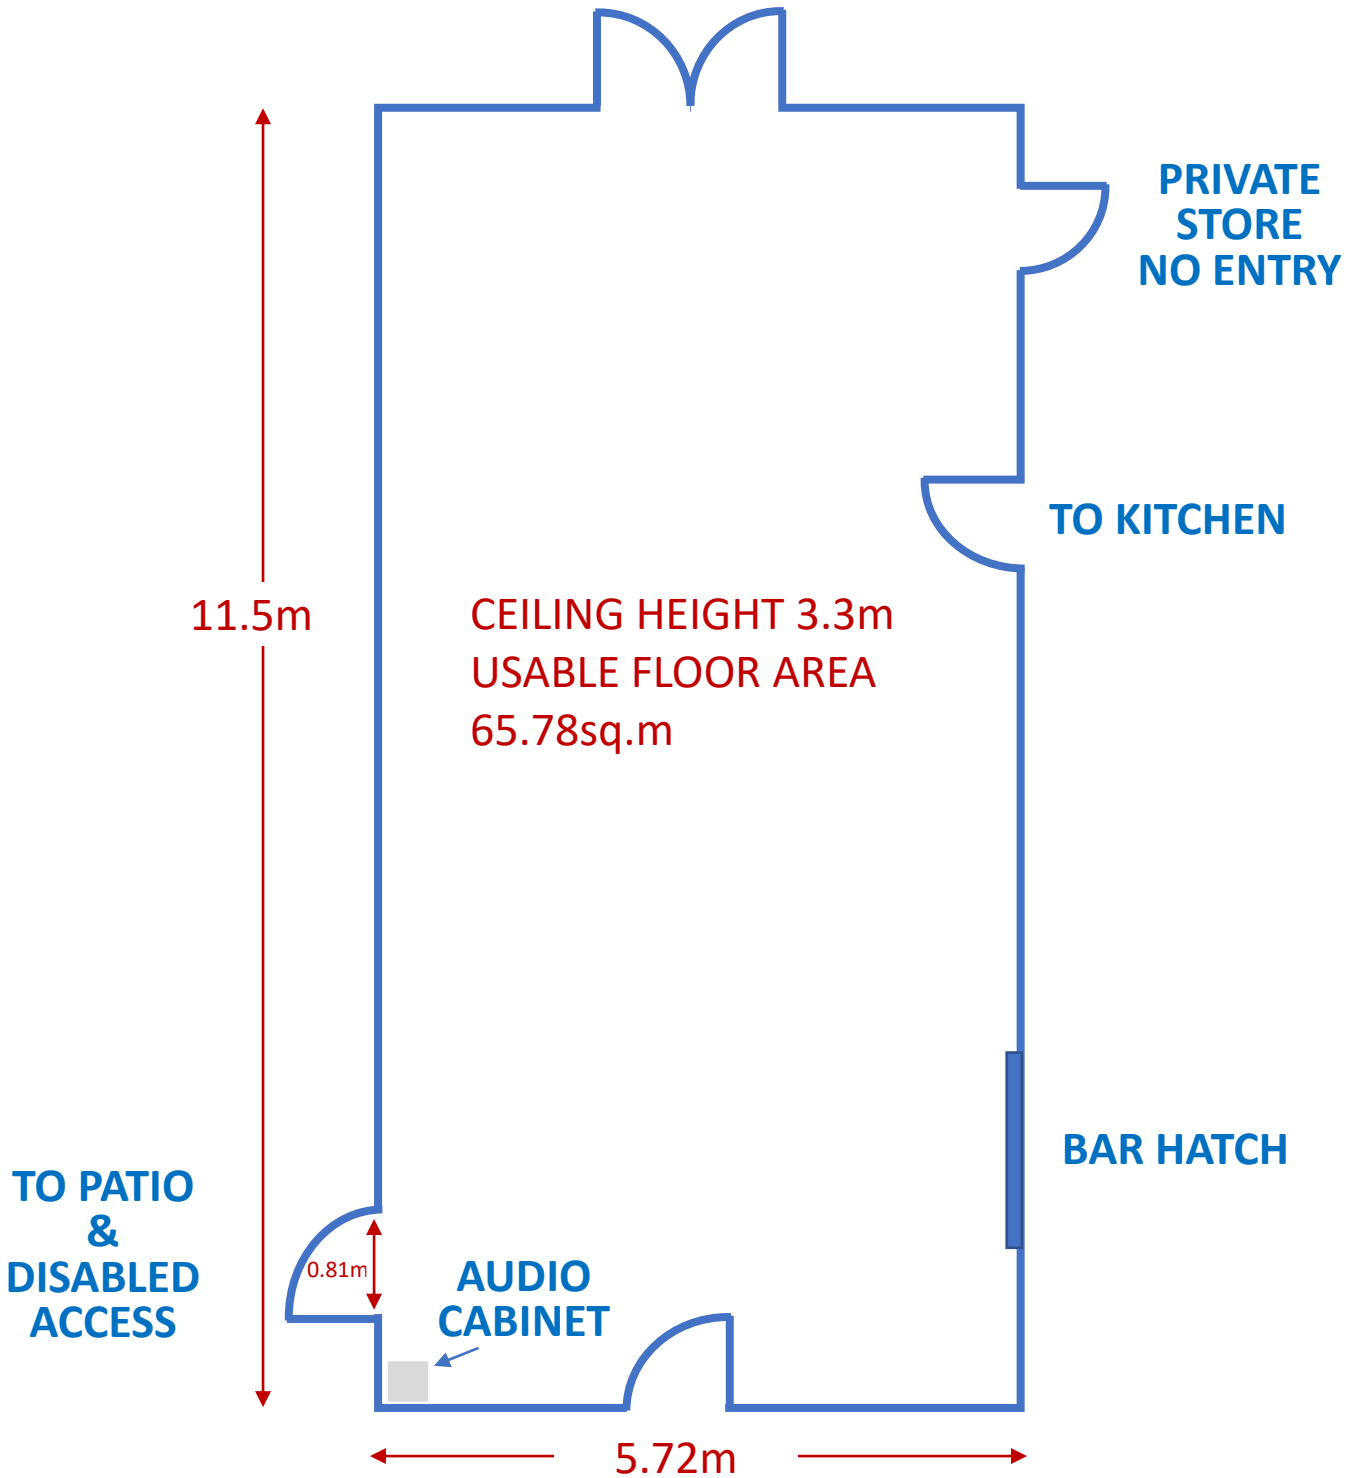 PRIVATE
STORE
NO ENTRY
TO KITCHEN
11.5m
CEILING HEIGHT 3.3m
USABLE FLOOR AREA
65.78sq.m
BAR HATCH
TO PATIO
&
DISABLED
ACCESS
0.81m
AUDIO
CABINET
5.72m